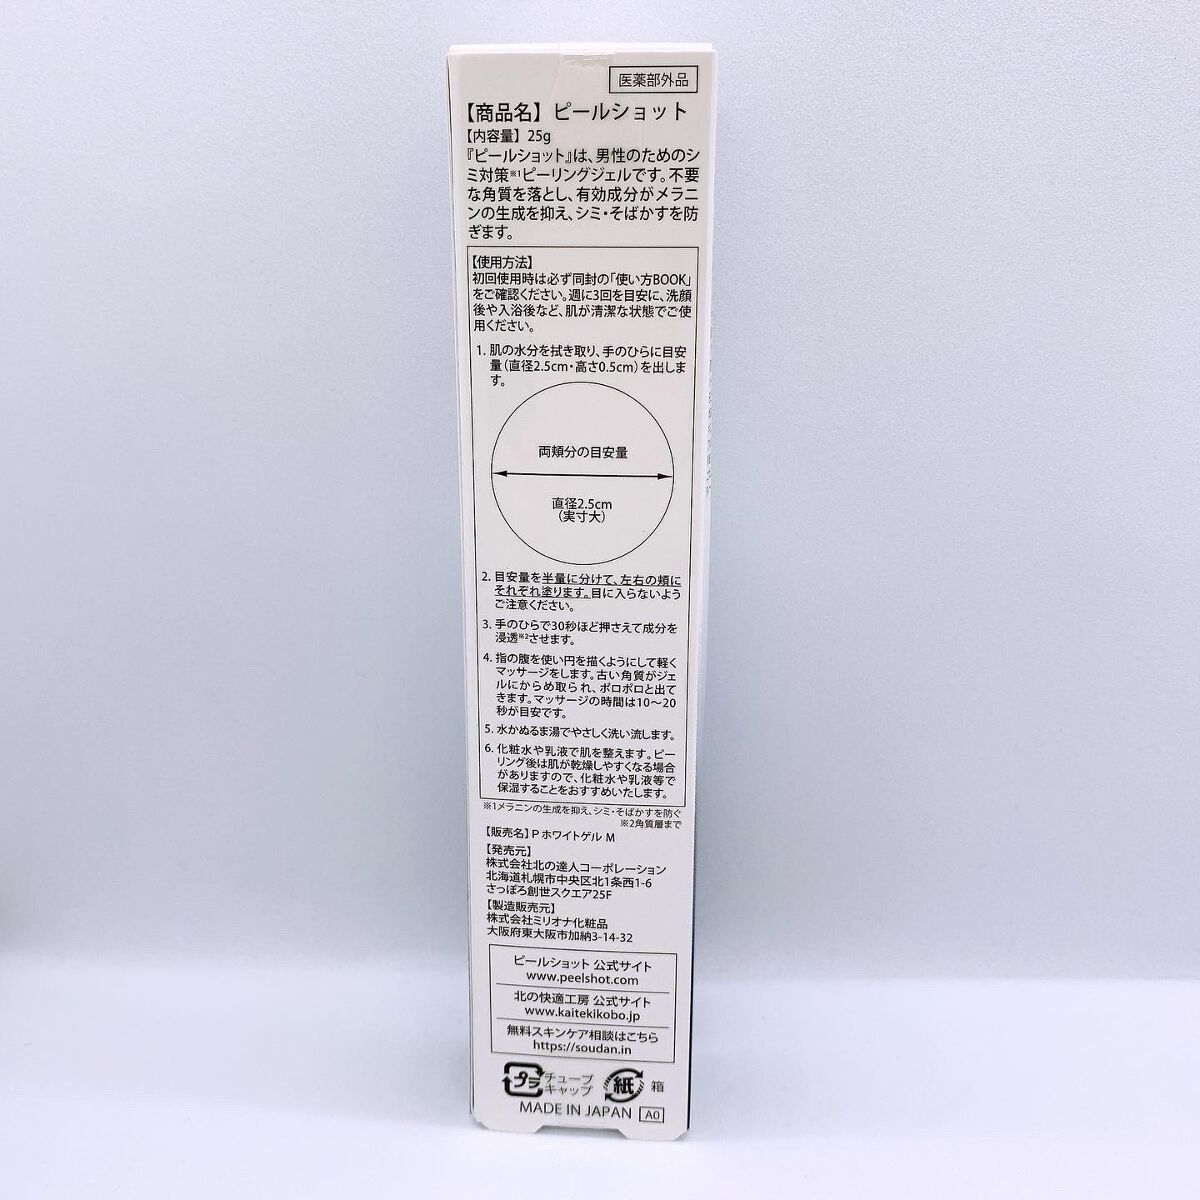 医薬部外品
【商品名】ピールショット
【内容量】25g
『ピールショット』は、男性のためのシ
ミ対策※1ピーリングジェルです。不要
な角質を落とし、有効成分がメラニ
ンの生成を抑え、シミ・そばかすを防
ぎます。
【使用方法】
初回使用時は必ず同封の「使い方BOOK」
をご確認ください。週に3回を目安に、洗顔
後や入浴後など、肌が清潔な状態でご使
用ください。
1. 肌の水分を拭き取り、手のひらに目安
量(直径2.5cm・高さ0.5cm)を出しま
す。
両頬分の目安量
直径2.5cm
(実寸大)
2. 目安量を半量に分けて、左右の頬に
それぞれ塗ります。目に入らないよう
ご注意ください。
3. 手のひらで30秒ほど押さえて成分を
浸透※2させます。
4. 指の腹を使い円を描くようにして軽く
マッサージをします。古い角質がジェ
ルにからめ取られ、ポロポロと出て
きます。マッサージの時間は10〜20
秒が目安です。
5. 水かぬるま湯でやさしく洗い流します。
6. 化粧水や乳液で肌を整えます。ピー
リング後は肌が乾燥しやすくなる場合
がありますので、化粧水や乳液等で
保湿することをおすすめいたします。
※1メラニンの生成を抑え、シミ・そばかすを防ぐ
※2角質層まで
【販売名】P ホワイトゲル M
【発売元】
株式会社北の達人コーポレーション
北海道札幌市中央区北1条西1-6
さっぽろ創世スクエア25F
【製造販売元】
株式会社ミリオナ化粧品
大阪府東大阪市加納3-14-32
ピールショット 公式サイト
www.peelshot.com
北の快適工房 公式サイト
www.kaitekikobo.jp
無料スキンケア相談はこちら
https://soudan.in
プラ チューブ キャップ 紙 箱
MADE IN JAPAN A0